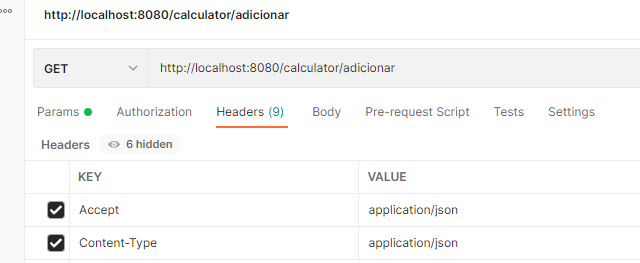 http://localhost:8080/calculator/adicionar
GET http://localhost:8080/calculator/adicionar
Params Authorization Headers (9) Body Pre-request Script Tests Settings
Headers 6 hidden
KEY VALUE
Accept application/json
Content-Type application/json